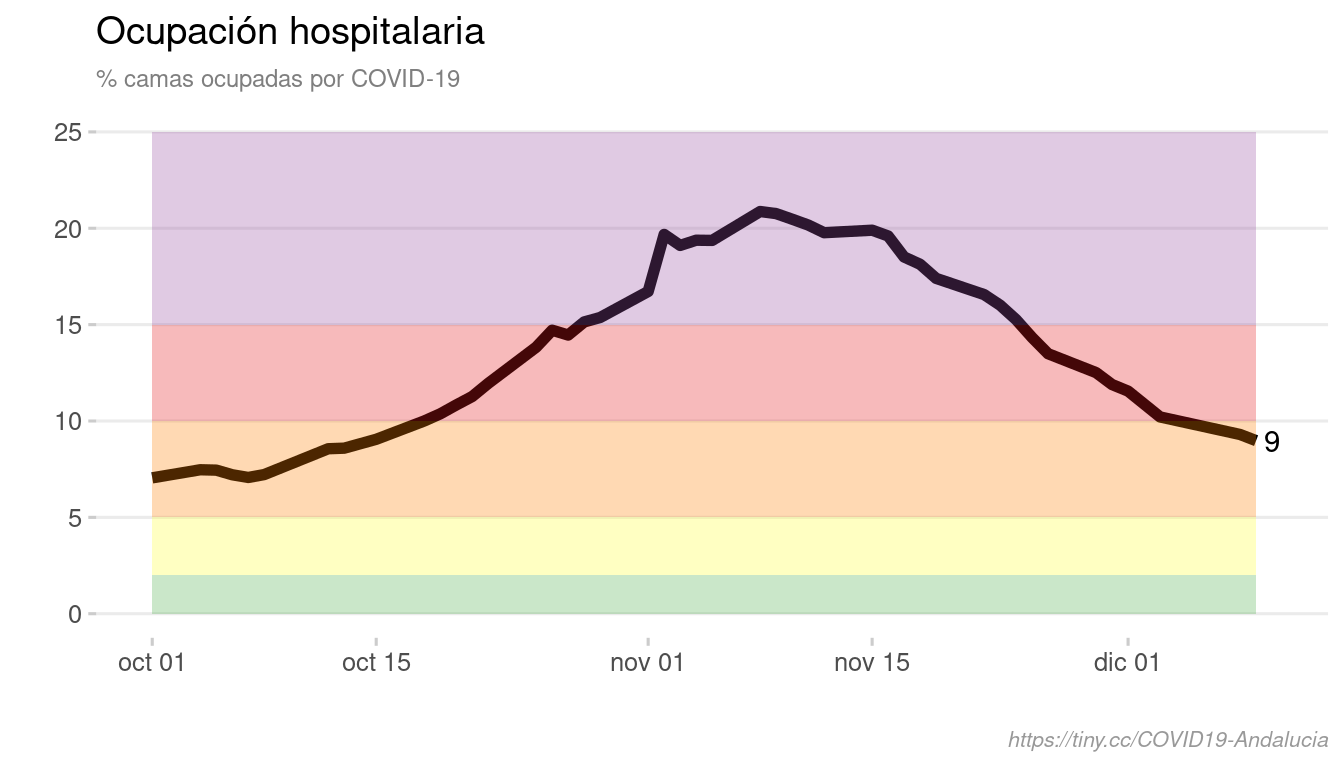 Ocupación hospitalaria
% camas ocupadas por COVID-19
25
20
15
10
5
0
9
oct 01
oct 15
nov 01
nov 15
dic 01
https://tiny.cc/COVID19-Andalucia